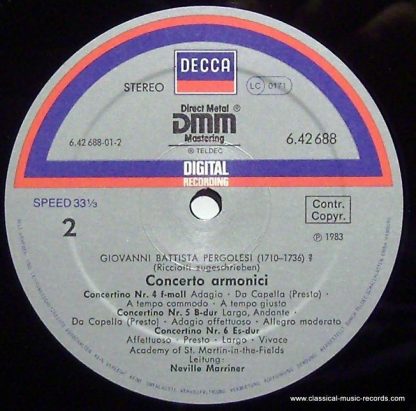 DECCA
STEREO
LC 0171
Direct Metal ®
DMM
Mastering
® TELDEC
6.42 688-01-2
6.42 688
DIGITAL
RECORDING
SPEED 33⅓
Contr.
Copyr.
2
℗ 1983
GIOVANNI BATTISTA PERGOLESI (1710–1736) ?
(Ricciotti zugeschrieben)
Concerto armonici
Concertino Nr. 4 f-moll Adagio · Da Capella (Presto) ·
A tempo commodo · A tempo giusto
Concertino Nr. 5 B-dur Largo, Andante ·
Da Capella (Presto) · Adagio affettuoso · Allegro moderato
Concertino Nr. 6 Es-dur
Affettuoso · Presto · Largo · Vivace
Academy of St. Martin-in-the-Fields
Leitung:
Neville Marriner
www.classical-music-records.com